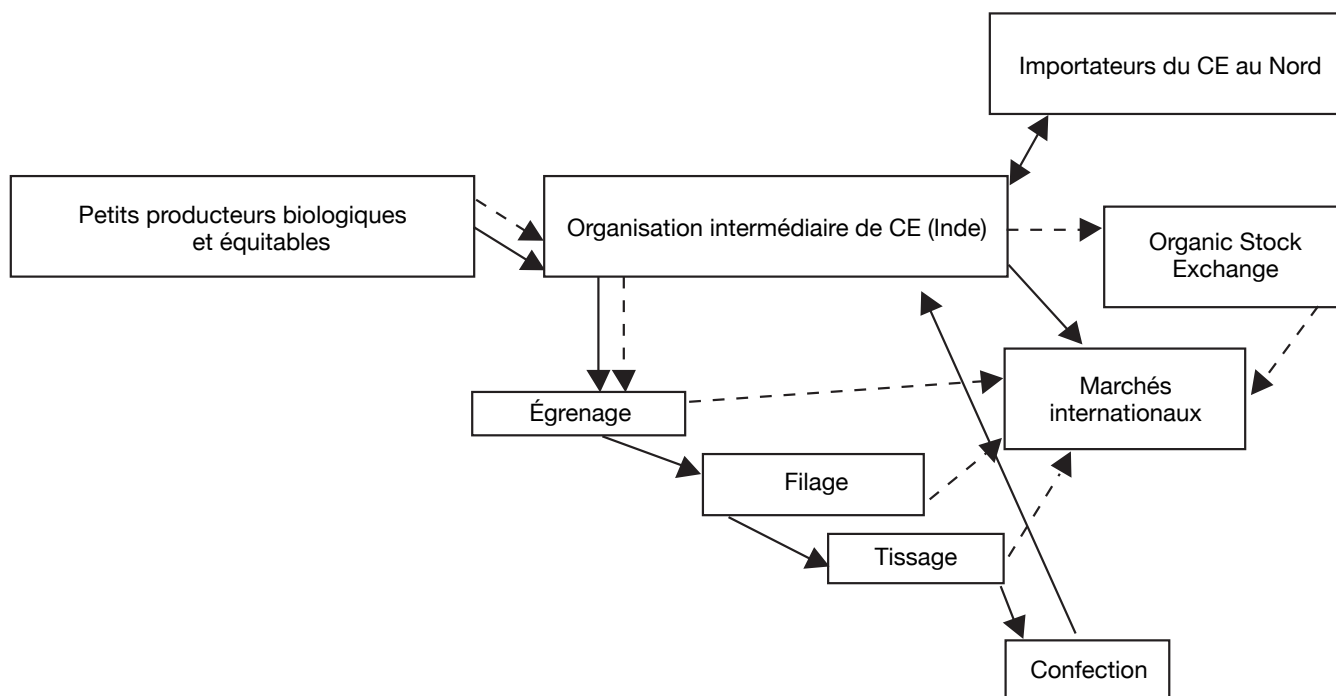 Importateurs du CE au Nord
Petits producteurs biologiques
et équitables
Organisation intermédiaire de CE (Inde)
Organic Stock
Exchange
Marchés
internationaux
Égrenage
Filage
Tissage
Confection